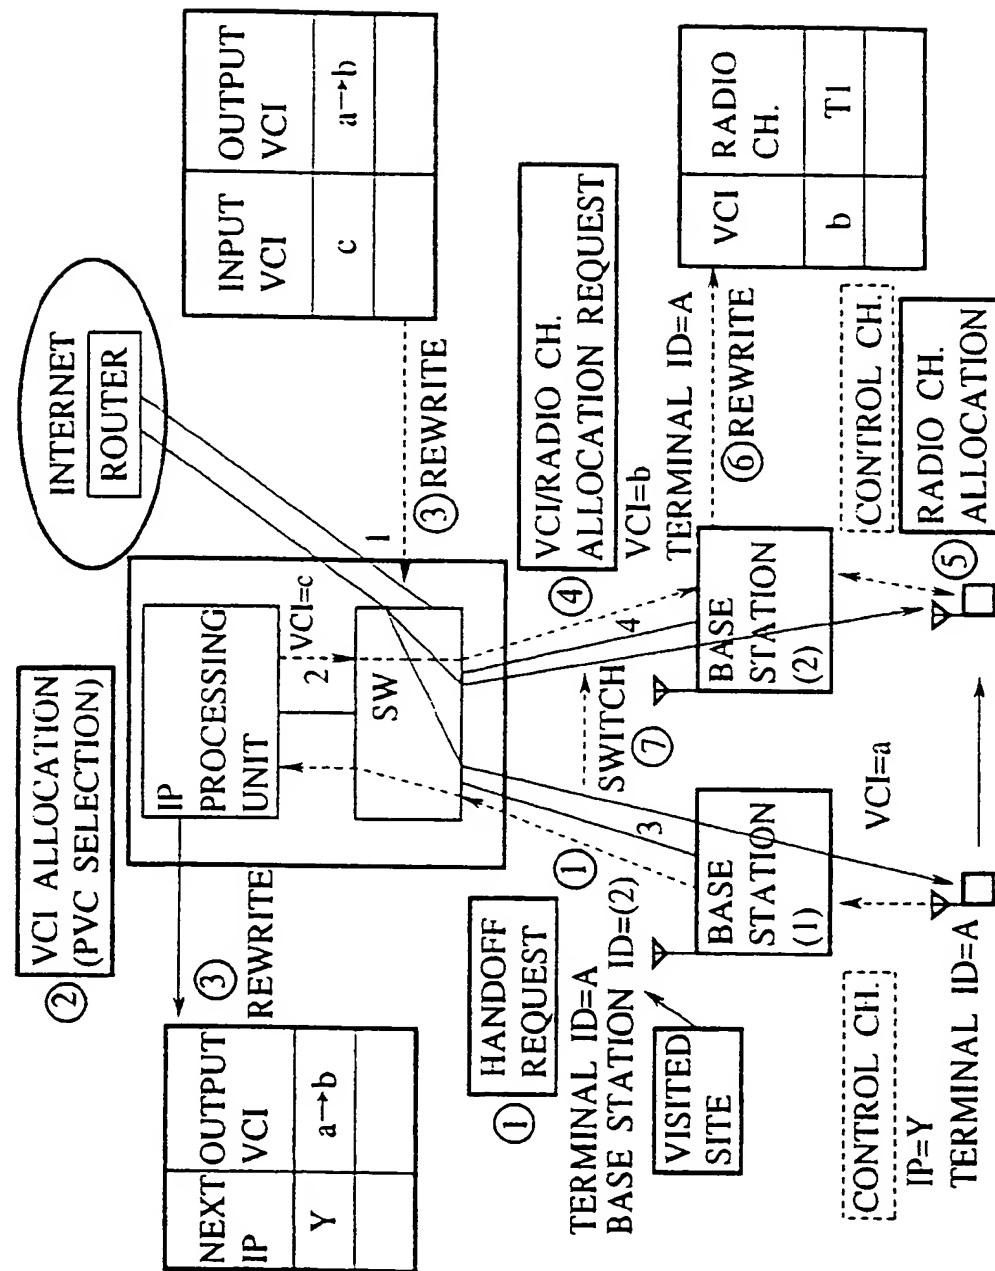 ② VCI ALLOCATION
(PVC SELECTION)
INTERNET
ROUTER
IP
PROCESSING
UNIT
2
VCI=c
SW
1
③ REWRITE
INPUT
VCI
OUTPUT
VCI
c
a→b
③
REWRITE
NEXT
IP
OUTPUT
VCI
Y
a→b
① HANDOFF
REQUEST
TERMINAL ID=A
BASE STATION ID=(2)
VISITED
SITE
①
3
SWITCH
⑦
4
④ VCI/RADIO CH.
ALLOCATION REQUEST
VCI=b
TERMINAL ID=A
⑥ REWRITE
VCI
RADIO
CH.
b
T1
BASE
STATION
(1)
BASE
STATION
(2)
CONTROL CH.
IP=Y
TERMINAL ID=A
VCI=a
CONTROL CH.
⑤ RADIO CH.
ALLOCATION